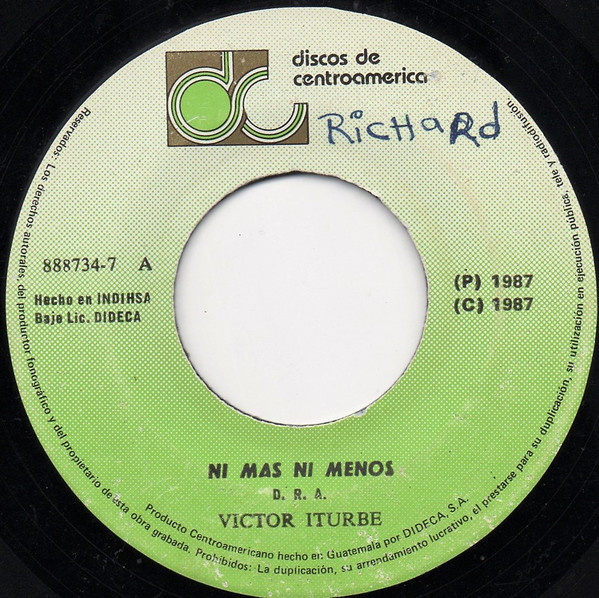 discos de
centroamerica
dc
RicHaRd
888734-7 A
Hecho en INDIHSA
Baje Lic. DIDECA
(P) 1987
(C) 1987
NI MAS NI MENOS
D. R. A.
VICTOR ITURBE
Producto Centroamericano hecho en Guatemala por DIDECA, S.A.
Reservados: Los derechos autorales, del productor fonográfico y del propietario de esta obra grabada. Prohibidos: La duplicación, su arrendamiento lucrativo, el prestarse para su duplicación, su utilización en ejecución pública, tele y radiodifusión.